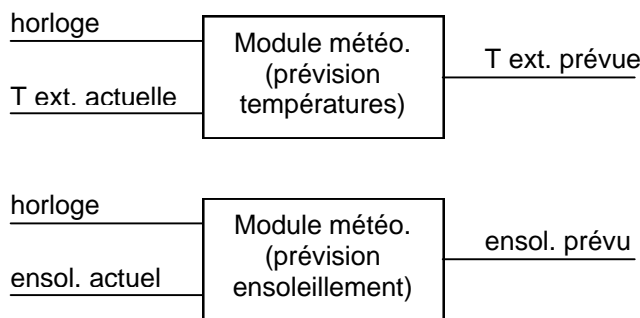 horloge
T ext. actuelle
Module météo.
(prévision
températures)
T ext. prévue
horloge
ensol. actuel
Module météo.
(prévision
ensoleillement)
ensol. prévu